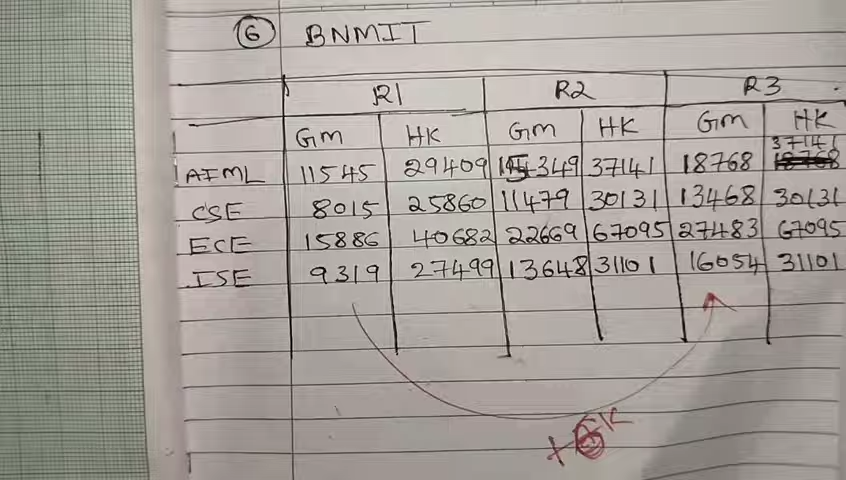 6 BNMIT
R1 R2 R3
GM HK GM HK GM HK
37141
AIML 11545 29409 349 37141 18768
CSE 8015 25860 11479 30131 13468 30131
ECE 15886 40682 22669 67095 27483 67095
ISE 9319 27499 13648 31101 16054 31101